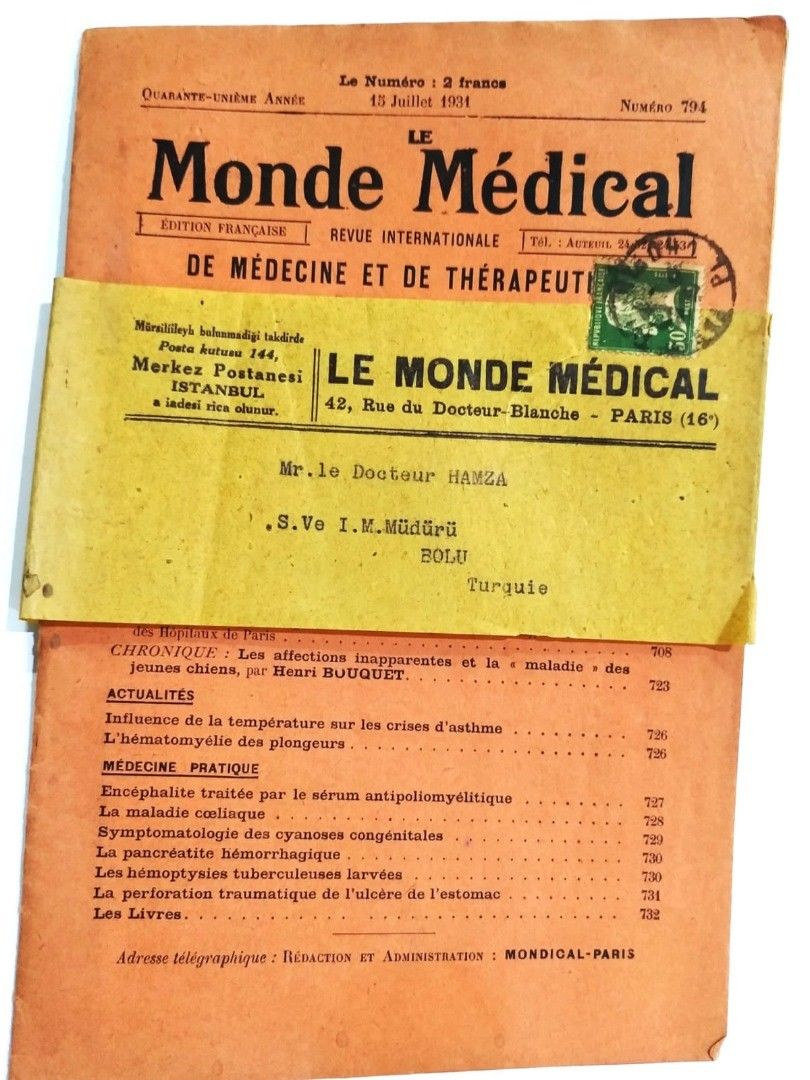 Le Numéro : 2 francs
QUARANTE-UNIÈME ANNÉE 15 Juillet 1931 NUMÉRO 794
LE
Monde Médical
ÉDITION FRANÇAISE REVUE INTERNATIONALE Tél. : AUTEUIL
DE MÉDECINE ET DE THÉRAPEUTI
RÉPUBLIQUE FRANÇAISE
50
Mürsililleyh bulunmadiği takdirde
Posta kutusu 144,
Merkez Postanesi
ISTANBUL
a iadesi rica olunur.
LE MONDE MÉDICAL
42, Rue du Docteur-Blanche - PARIS (16e)
Mr.le Docteur HAMZA
.S.Ve I.M.Müdürü
BOLU
Turquie
des Hôpitaux de Paris . . . 708
CHRONIQUE : Les affections inapparentes et la « maladie » des
jeunes chiens, par Henri BOUQUET. . . . 723
ACTUALITÉS
Influence de la température sur les crises d'asthme . . . 726
L'hématomyélie des plongeurs . . . 726
MÉDECINE PRATIQUE
Encéphalite traitée par le sérum antipoliomyélitique . . . 727
La maladie cœliaque . . . 728
Symptomatologie des cyanoses congénitales . . . 729
La pancréatite hémorrhagique . . . 730
Les hémoptysies tuberculeuses larvées . . . 730
La perforation traumatique de l'ulcère de l'estomac . . . 731
Les Livres. . . . 732
Adresse télégraphique : RÉDACTION ET ADMINISTRATION : MONDICAL-PARIS